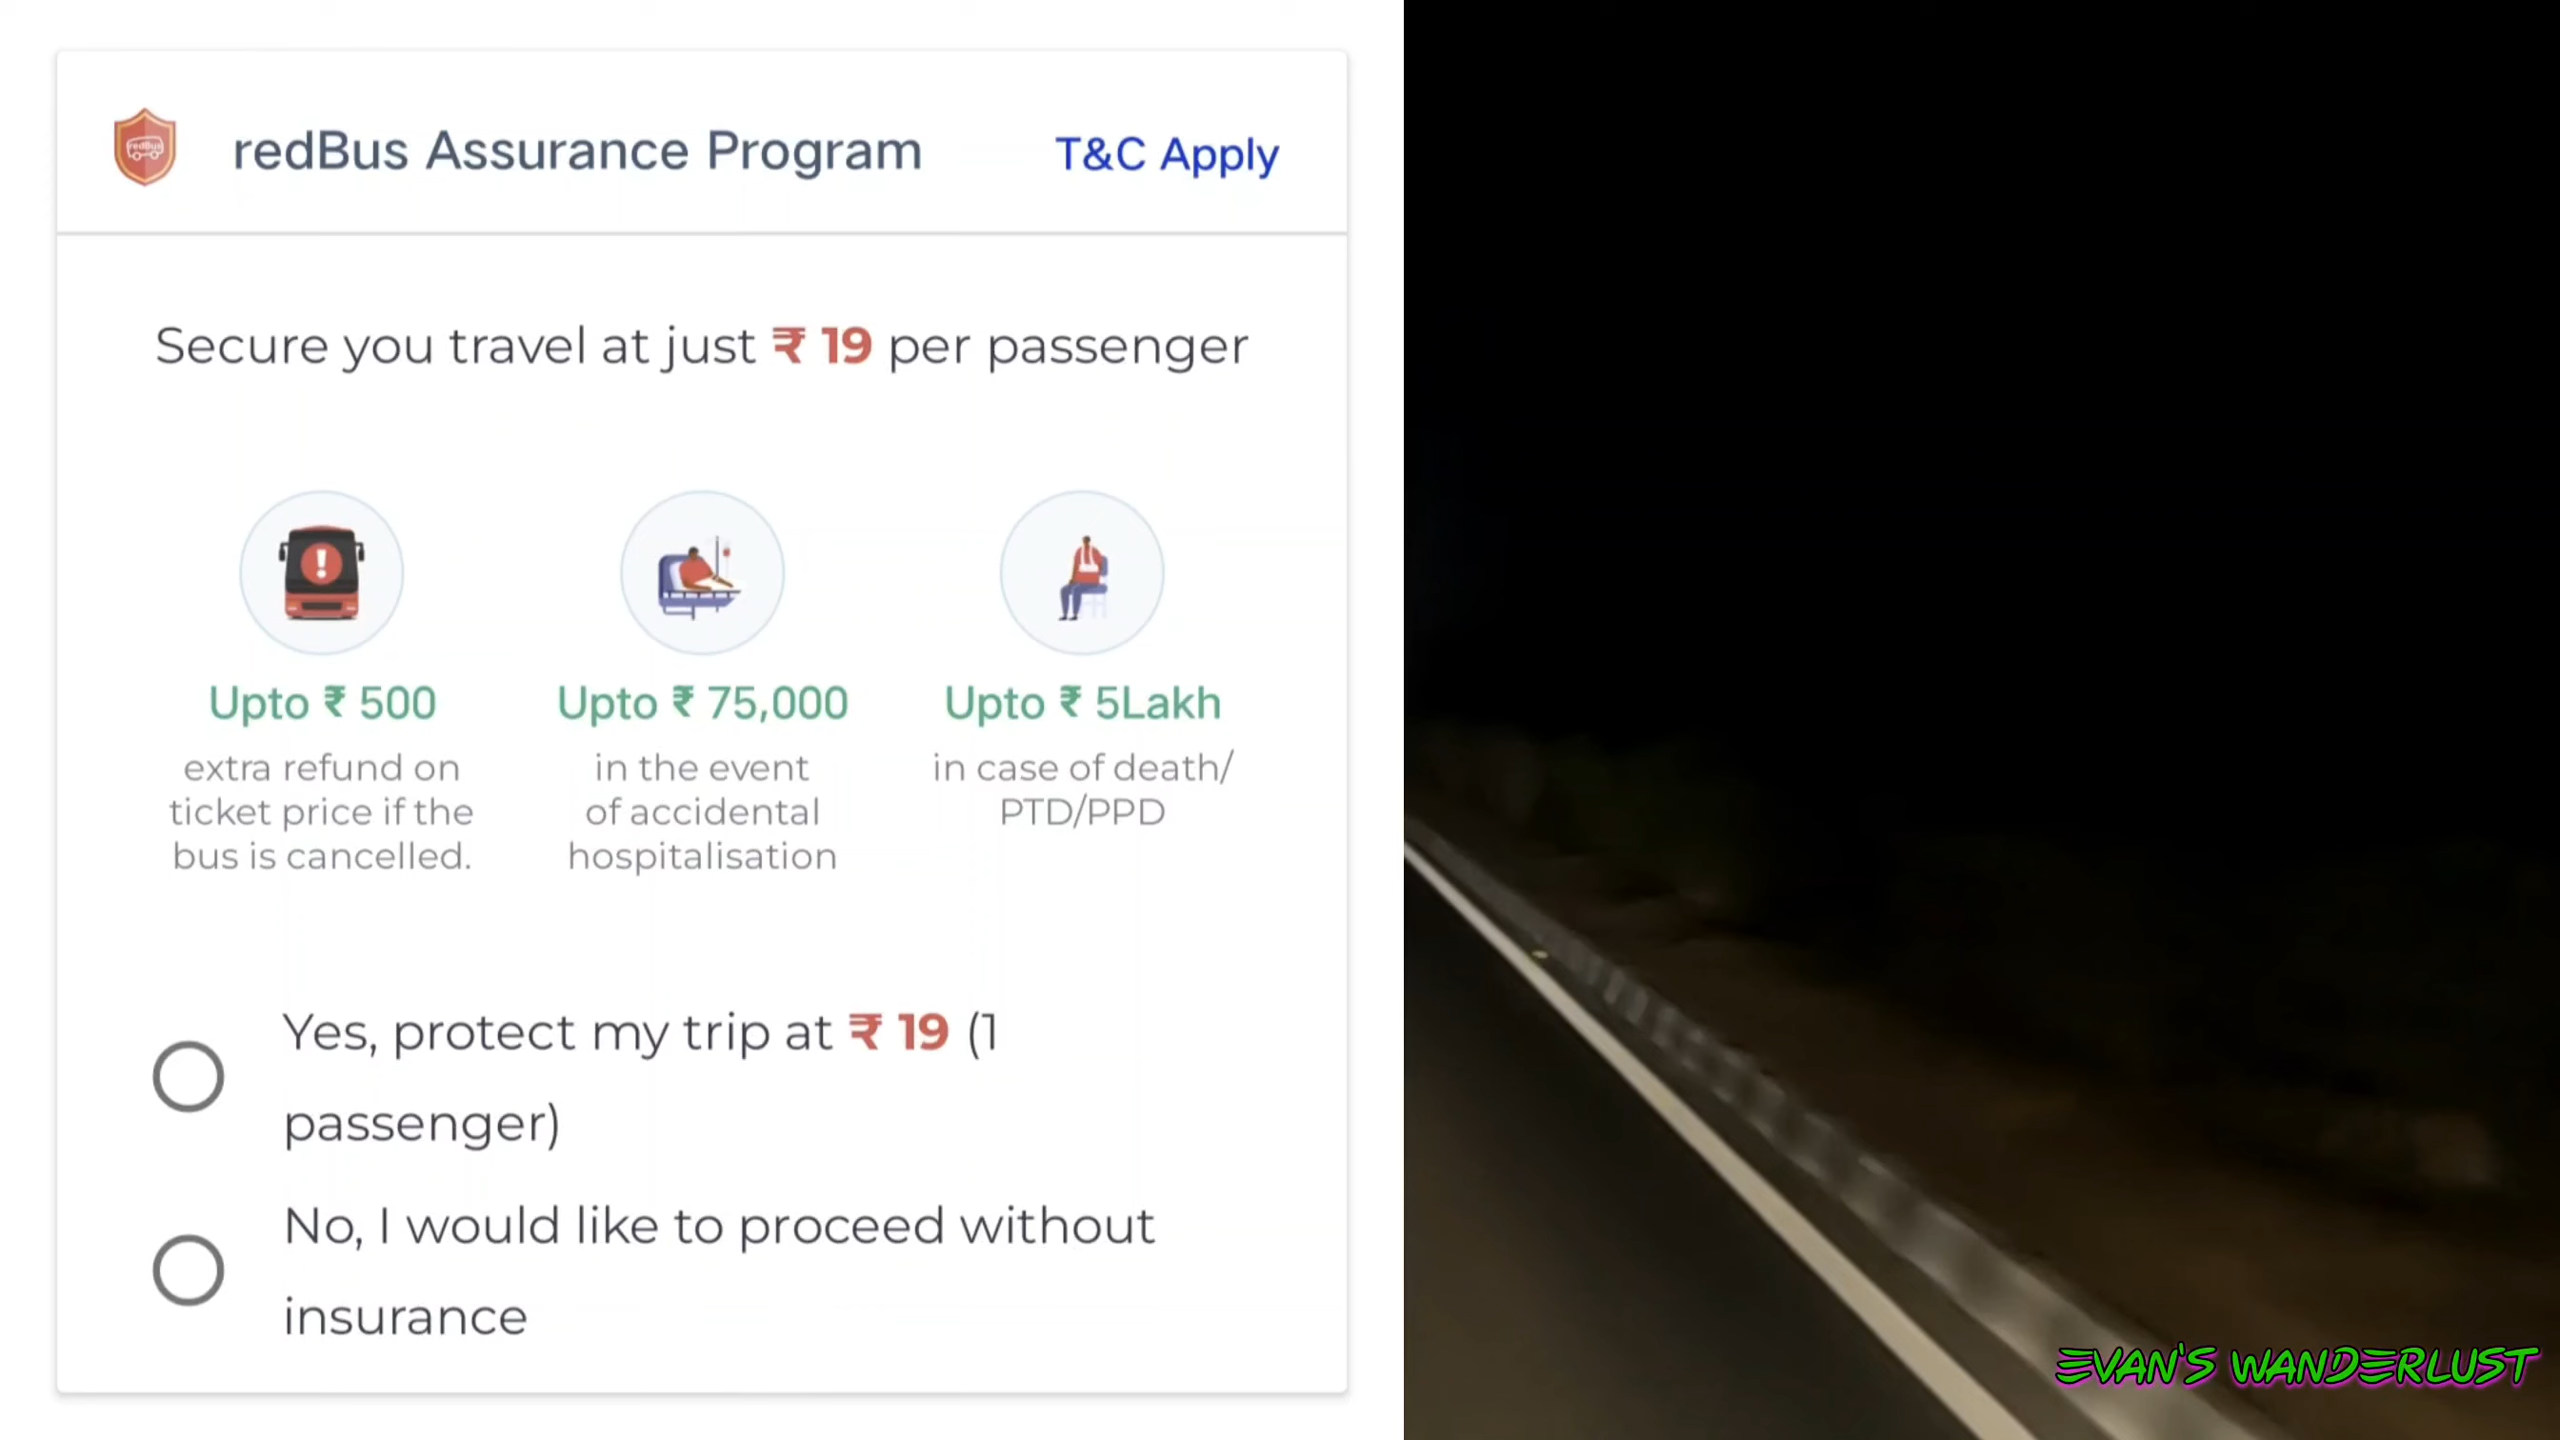 redBus
redBus Assurance Program
T&C Apply
Secure you travel at just ₹ 19 per passenger
Upto ₹ 500
extra refund on
ticket price if the
bus is cancelled.
Upto ₹ 75,000
in the event
of accidental
hospitalisation
Upto ₹ 5Lakh
in case of death/
PTD/PPD
Yes, protect my trip at ₹ 19 (1
passenger)
No, I would like to proceed without
insurance
EVAN'S WANDERLUST